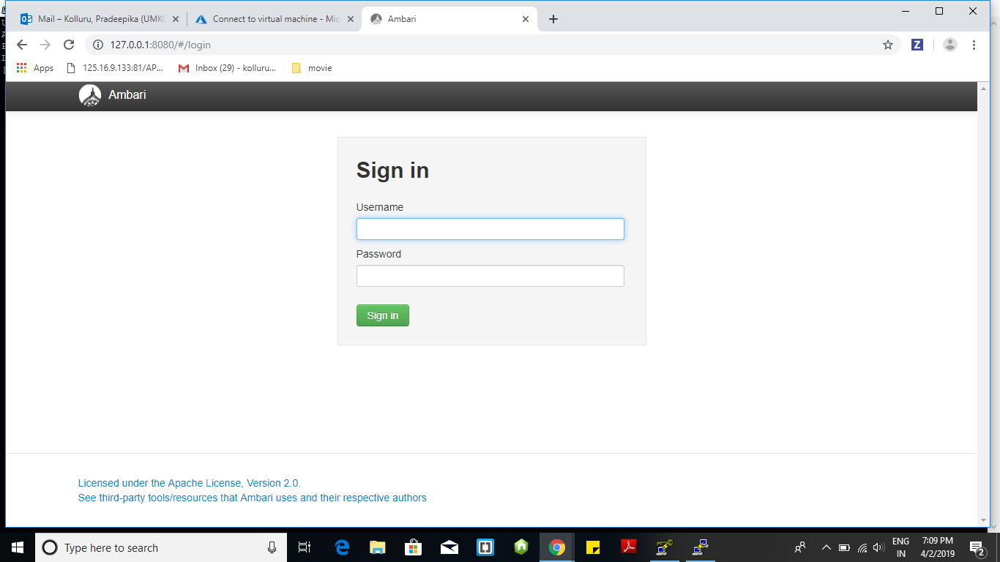 Mail – Kolluru, Pradeepika (UMKC
Connect to virtual machine - Mic
Ambari
127.0.0.1:8080/#/login
Z
Apps
125.16.9.133:81/AP...
Inbox (29) - kolluru...
movie
Ambari
Sign in
Username
Password
Sign in
Licensed under the Apache License, Version 2.0.
See third-party tools/resources that Ambari uses and their respective authors
Type here to search
ENG
IN
7:09 PM
4/2/2019
2